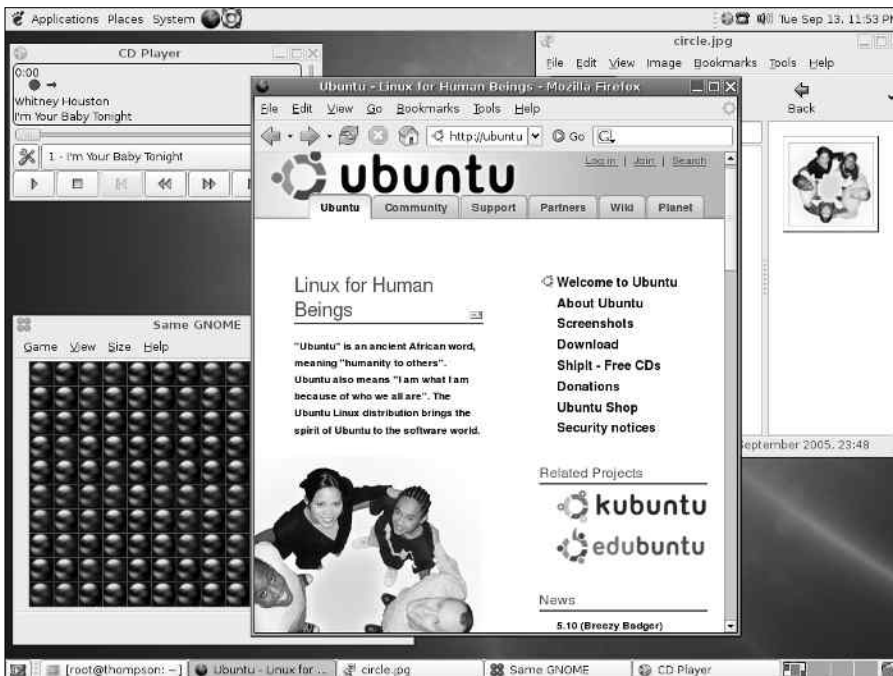 Applications Places System
Tue Sep 13, 11:53 PM
CD Player
0:00
Whitney Houston
I'm Your Baby Tonight
1 - I'm Your Baby Tonight
circle.jpg
File Edit View Image Bookmarks Tools Help
Back
September 2005, 23:48
Ubuntu - Linux for Human Beings - Mozilla Firefox
File Edit View Go Bookmarks Tools Help
http://ubuntu
Go
Log in | Join | Search
ubuntu
Ubuntu Community Support Partners Wiki Planet
Linux for Human
Beings
"Ubuntu" is an ancient African word,
meaning "humanity to others".
Ubuntu also means "I am what I am
because of who we all are". The
Ubuntu Linux distribution brings the
spirit of Ubuntu to the software world.
Welcome to Ubuntu
About Ubuntu
Screenshots
Download
ShipIt - Free CDs
Donations
Ubuntu Shop
Security notices
Related Projects
kubuntu
edubuntu
News
5.10 (Breezy Badger)
Same GNOME
Game View Size Help
[root@thompson: ~]
Ubuntu - Linux for ...
circle.jpg
Same GNOME
CD Player